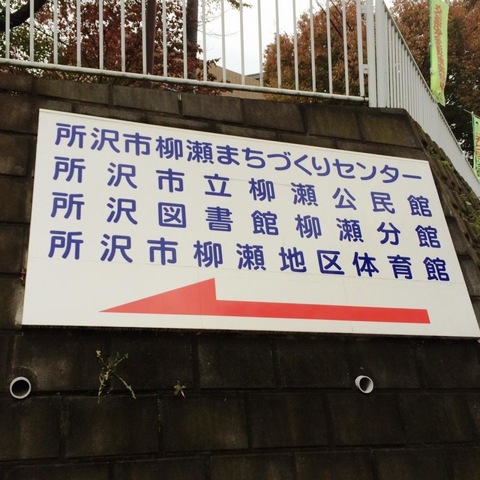 所沢市柳瀬まちづくりセンター
所沢市立柳瀬公民館
所沢図書館柳瀬分館
所沢市柳瀬地区体育館